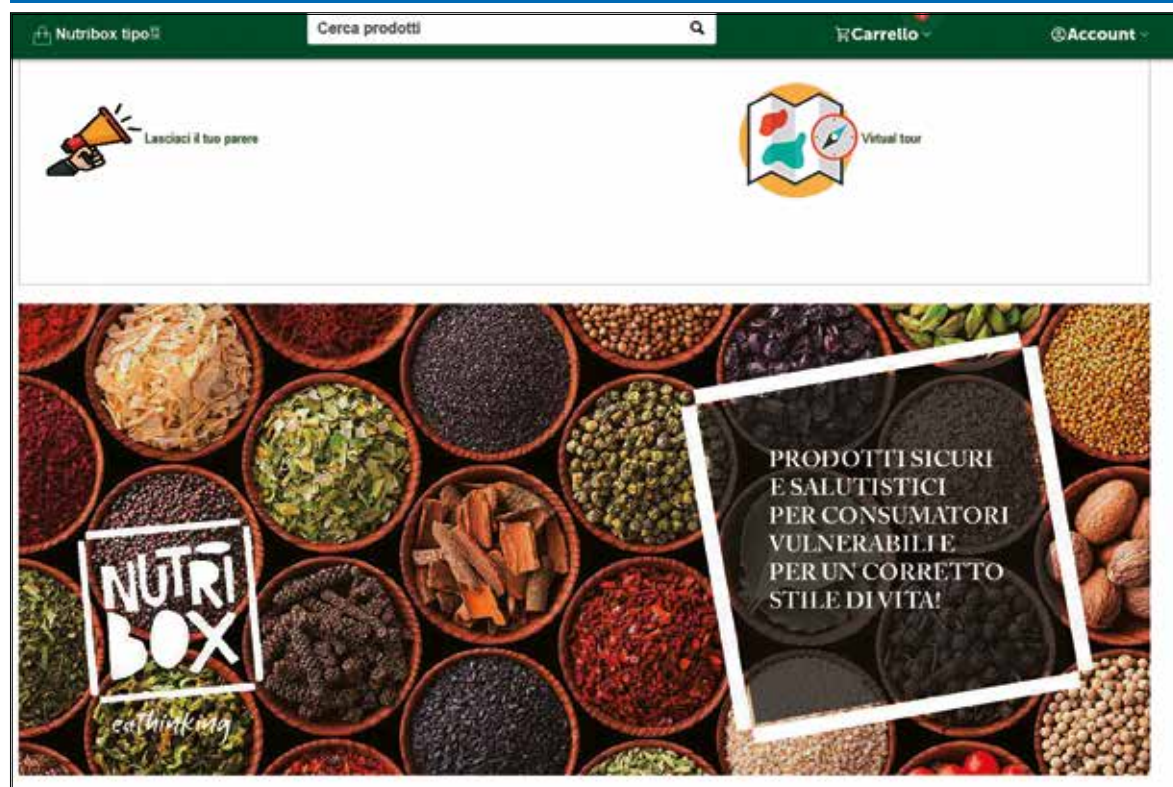 Nutribox tipo
Cerca prodotti
Carrello
Account
Lasciaci il tuo parere
Virtual tour
PRODOTTI SICURI
E SALUTISTICI
PER CONSUMATORI
VULNERABILI E
PER UN CORRETTO
STILE DI VITA!
NUTRI
BOX
eathinking